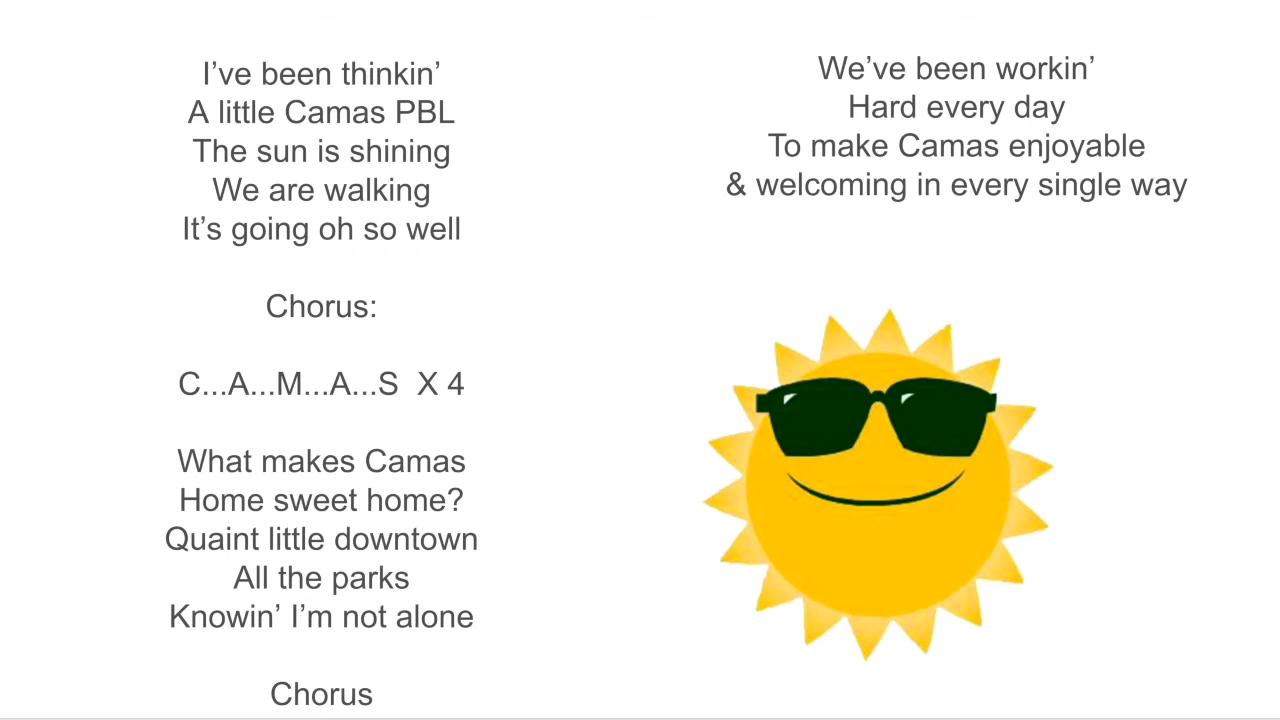 I’ve been thinkin’
A little Camas PBL
The sun is shining
We are walking
It’s going oh so well
Chorus:
C...A...M...A...S  X 4
What makes Camas
Home sweet home?
Quaint little downtown
All the parks
Knowin’ I’m not alone
Chorus
We’ve been workin’
Hard every day
To make Camas enjoyable
& welcoming in every single way